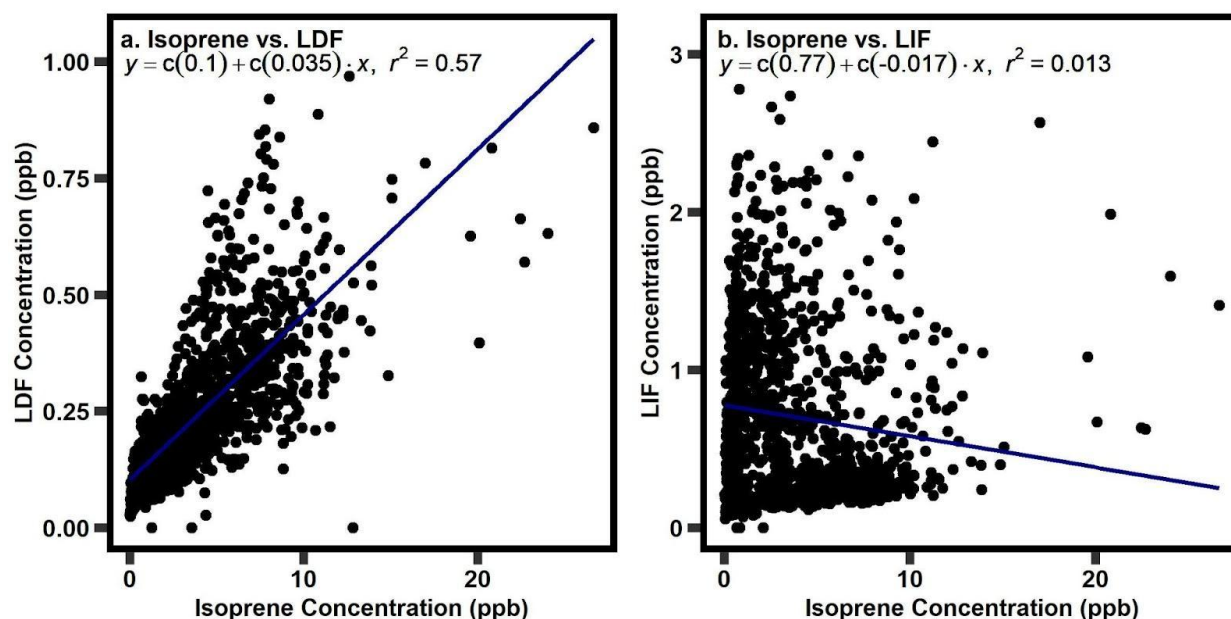 a. Isoprene vs. LDF
y = c(0.1) + c(0.035) · x, r² = 0.57
1.00
0.75
0.50
0.25
0.00
LDF Concentration (ppb)
0 10 20
Isoprene Concentration (ppb)
b. Isoprene vs. LIF
y = c(0.77) + c(-0.017) · x, r² = 0.013
3
2
1
0
LIF Concentration (ppb)
0 10 20
Isoprene Concentration (ppb)